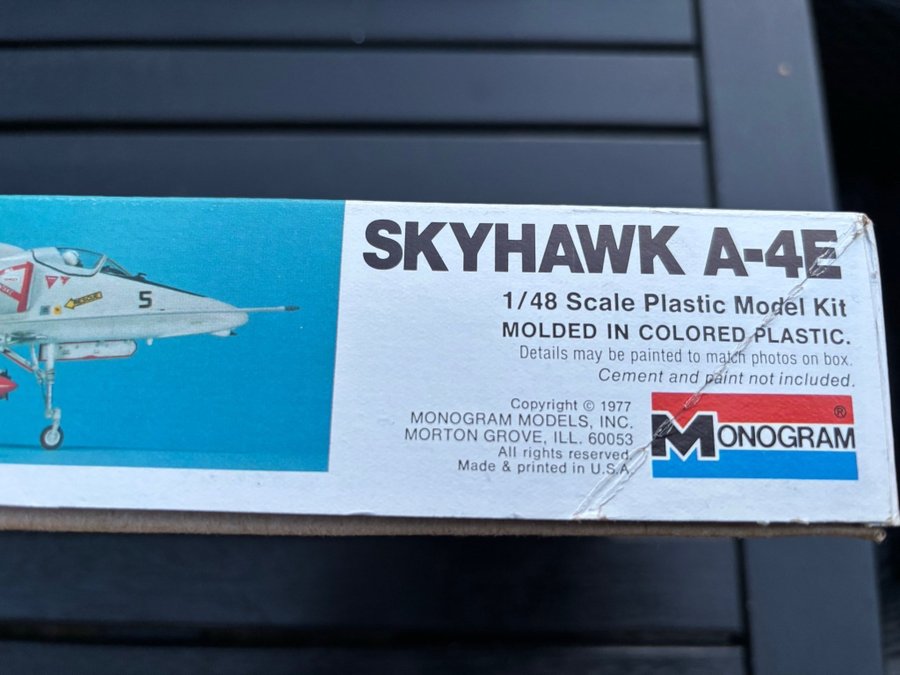 SKYHAWK A-4E
1/48 Scale Plastic Model Kit
MOLDED IN COLORED PLASTIC.
Details may be painted to match photos on box.
Cement and paint not included.
Copyright © 1977
MONOGRAM MODELS, INC.
MORTON GROVE, ILL. 60053
All rights reserved.
Made & printed in U.S.A.
MONOGRAM ®
5
RESCUE